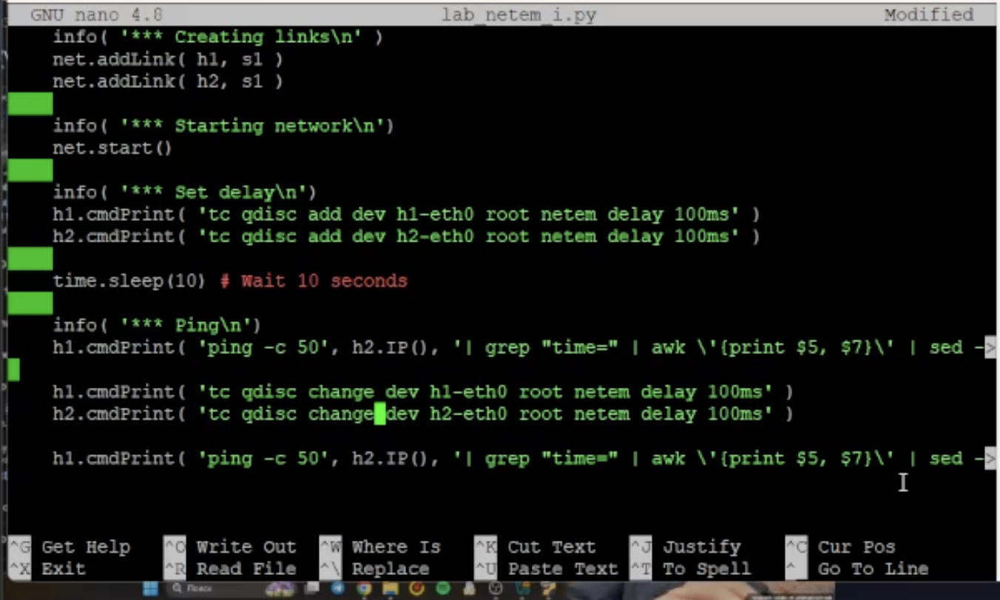 GNU nano 4.8 lab_netem_i.py Modified
info( '*** Creating links\n' )
net.addLink( h1, s1 )
net.addLink( h2, s1 )
info( '*** Starting network\n')
net.start()
info( '*** Set delay\n')
h1.cmdPrint( 'tc qdisc add dev h1-eth0 root netem delay 100ms' )
h2.cmdPrint( 'tc qdisc add dev h2-eth0 root netem delay 100ms' )
time.sleep(10) # Wait 10 seconds
info( '*** Ping\n')
h1.cmdPrint( 'ping -c 50', h2.IP(), '| grep "time=" | awk \'{print $5, $7}\' | sed ->
h1.cmdPrint( 'tc qdisc change dev h1-eth0 root netem delay 100ms' )
h2.cmdPrint( 'tc qdisc change dev h2-eth0 root netem delay 100ms' )
h1.cmdPrint( 'ping -c 50', h2.IP(), '| grep "time=" | awk \'{print $5, $7}\' | sed ->
^G Get Help ^O Write Out ^W Where Is ^K Cut Text ^J Justify ^C Cur Pos
^X Exit ^R Read File ^\ Replace ^U Paste Text ^T To Spell ^_ Go To Line
Поиск